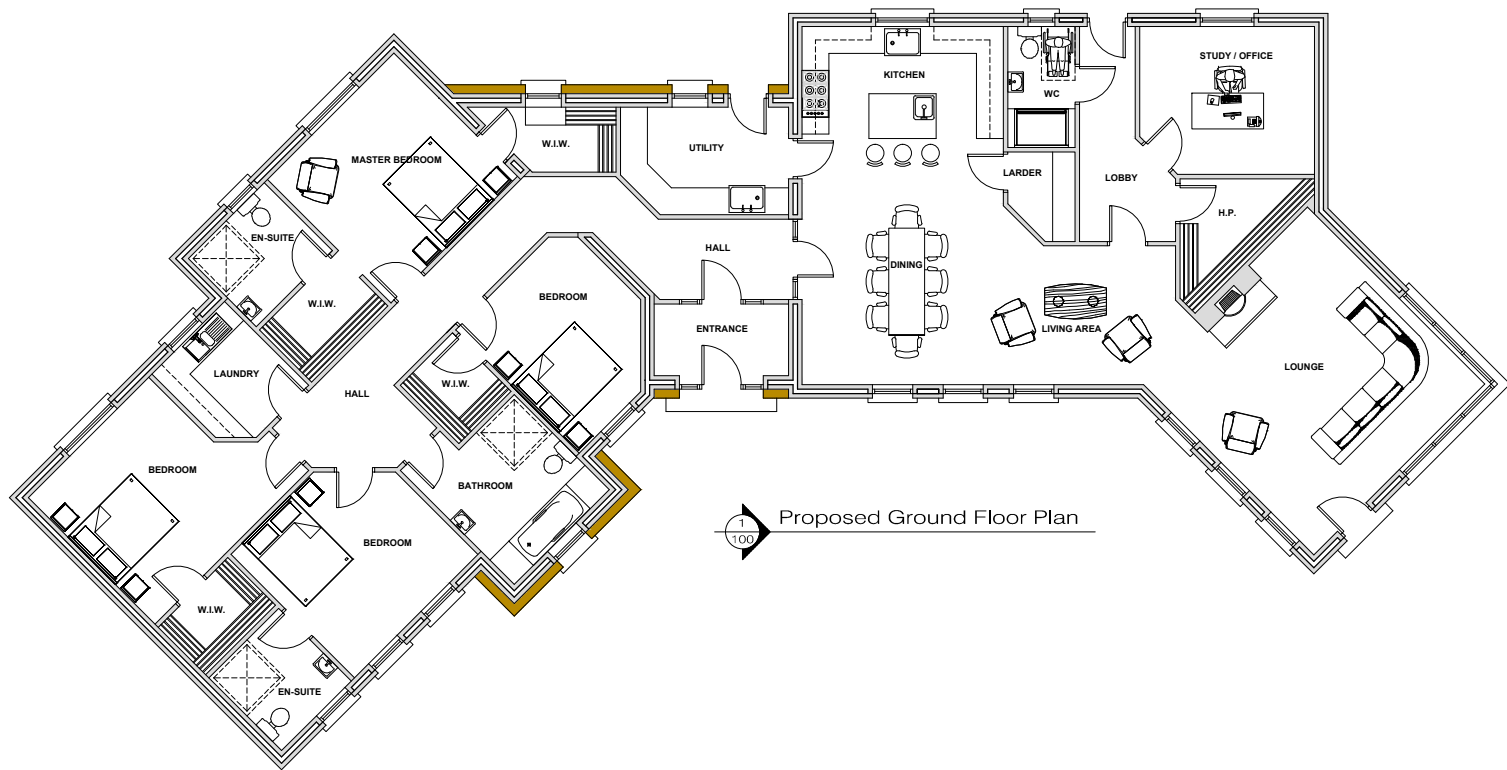 STUDY / OFFICE
KITCHEN
WC
W.I.W.
UTILITY
MASTER BEDROOM
LARDER
LOBBY
H.P.
EN-SUITE
HALL
DINING
W.I.W.
BEDROOM
ENTRANCE
LIVING AREA
LOUNGE
LAUNDRY
W.I.W.
HALL
BEDROOM
BATHROOM
BEDROOM
W.I.W.
EN-SUITE
1
100
Proposed Ground Floor Plan